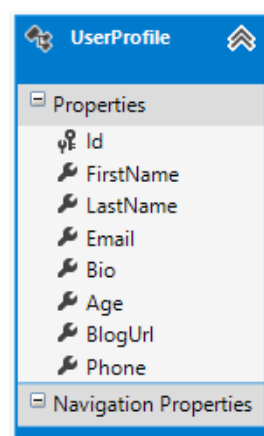 UserProfile
Properties
Id
FirstName
LastName
Email
Bio
Age
BlogUrl
Phone
Navigation Properties